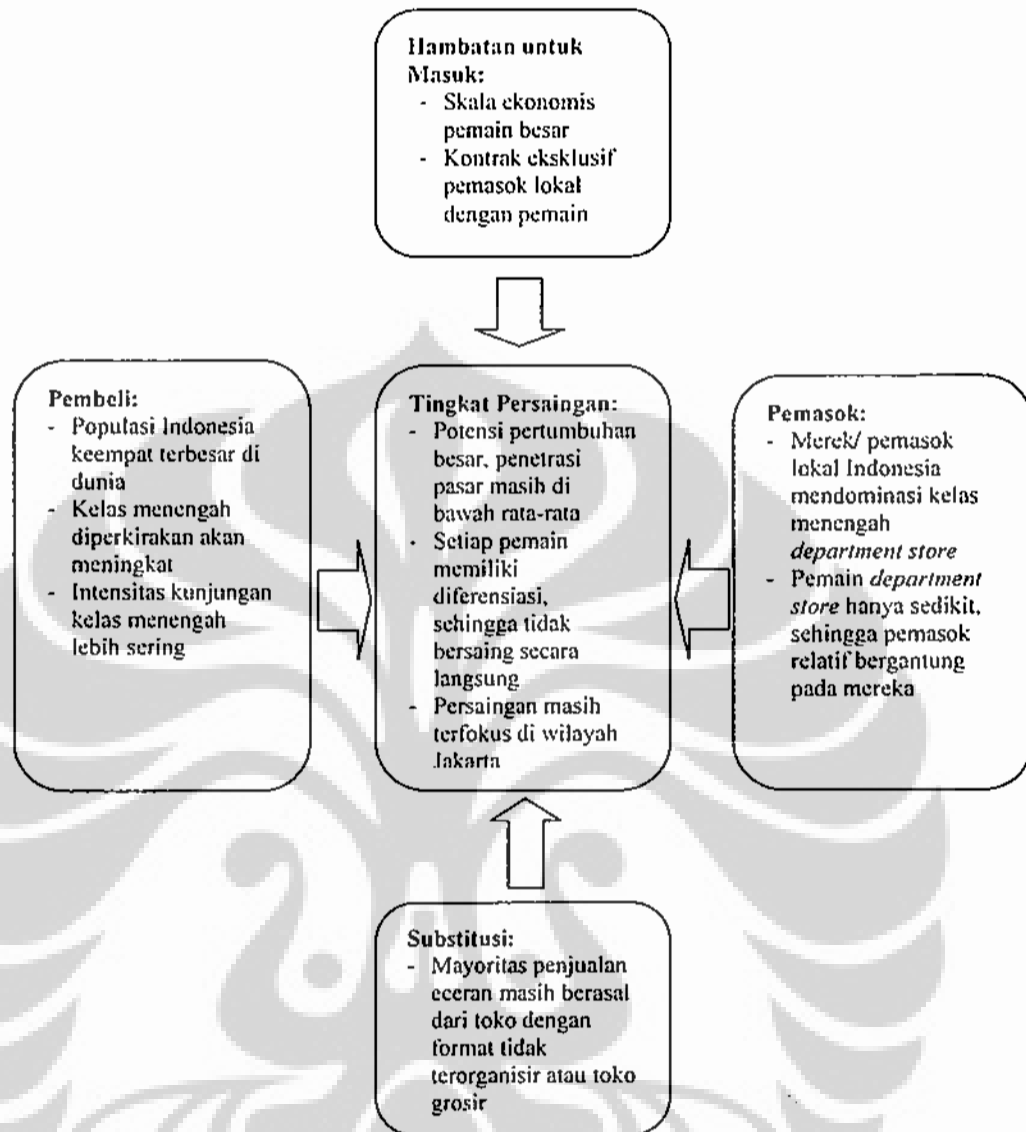 Hambatan untuk
Masuk:
- Skala ekonomis
pemain besar
- Kontrak eksklusif
pemasok lokal
dengan pemain
Pembeli:
- Populasi Indonesia
keempat terbesar di
dunia
- Kelas menengah
diperkirakan akan
meningkat
- Intensitas kunjungan
kelas menengah
lebih sering
Tingkat Persaingan:
- Potensi pertumbuhan
besar, penetrasi
pasar masih di
bawah rata-rata
- Setiap pemain
memiliki
diferensiasi,
sehingga tidak
bersaing secara
langsung
- Persaingan masih
terfokus di wilayah
Jakarta
Pemasok:
- Merek/ pemasok
lokal Indonesia
mendominasi kelas
menengah
department store
- Pemain department
store hanya sedikit,
sehingga pemasok
relatif bergantung
pada mereka
Substitusi:
- Mayoritas penjualan
eceran masih berasal
dari toko dengan
format tidak
terorganisir atau toko
grosir